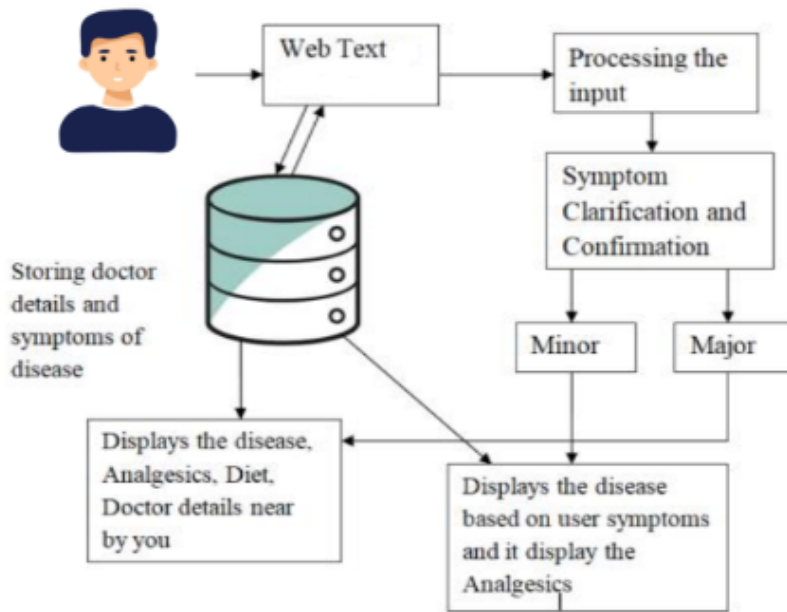 Web Text
Processing the
input
Symptom
Clarification and
Confirmation
Storing doctor
details and
symptoms of
disease
Minor
Major
Displays the disease,
Analgesics, Diet,
Doctor details near
by you
Displays the disease
based on user symptoms
and it display the
Analgesics